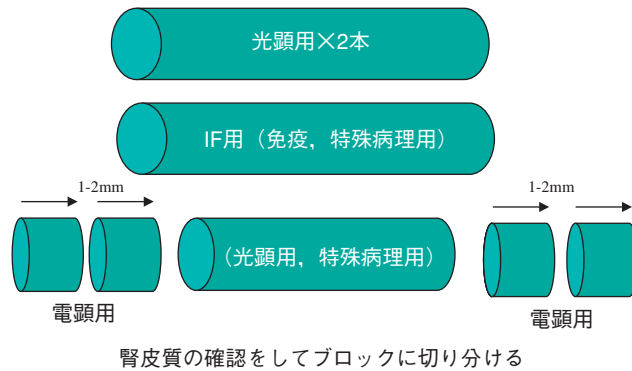 光顕用×2本
IF用（免疫，特殊病理用）
1-2mm
1-2mm
（光顕用，特殊病理用）
電顕用
電顕用
腎皮質の確認をしてブロックに切り分ける